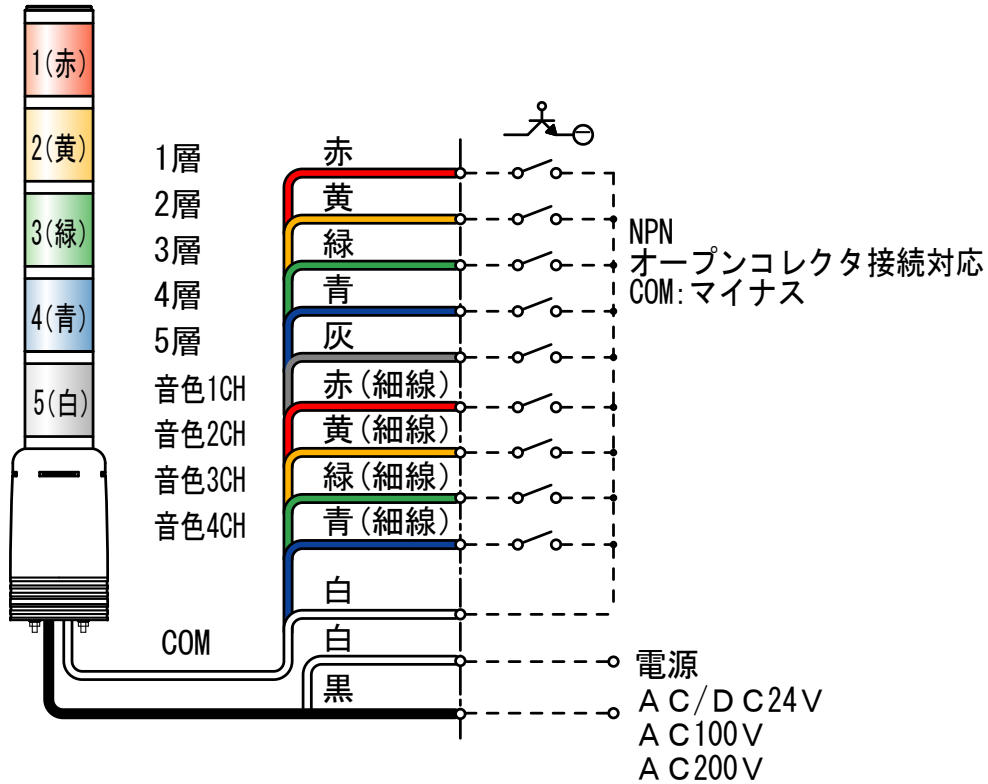 1(赤)
2(黄)
3(緑)
4(青)
5(白)
1層
赤
2層
黄
3層
緑
4層
青
5層
灰
音色1CH
赤(細線)
音色2CH
黄(細線)
音色3CH
緑(細線)
音色4CH
青(細線)
白
COM
白
黒
NPN
オープンコレクタ接続対応
COM:マイナス
電源
AC/DC24V
AC100V
AC200V